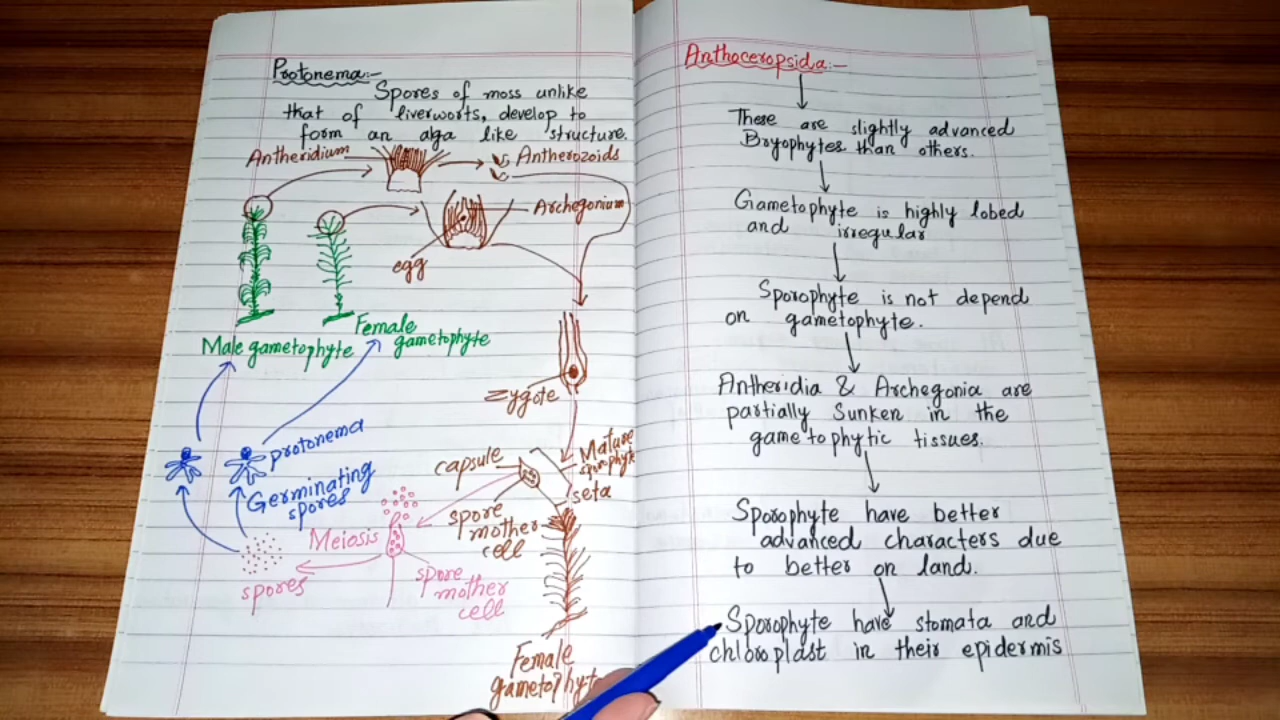 Protonema:-
Spores of moss unlike
that of liverworts, develop to
form an alga like structure.
Antheridium
Antherozoids
Archegonium
egg
Male gametophyte
Female
gametophyte
Zygote
protonema
Germinating
spores
capsule
Mature
sporophyte
seta
spore
mother
cell
Meiosis
spores
spore
mother
cell
Female
gametophyte
Anthoceropsida:-
These are slightly advanced
Bryophytes than others.
Gametophyte is highly lobed
and irregular
Sporophyte is not depend
on gametophyte.
Antheridia & Archegonia are
partially Sunken in the
gametophytic tissues.
Sporophyte have better
advanced characters due
to better on land.
Sporophyte have stomata and
chloroplast in their epidermis